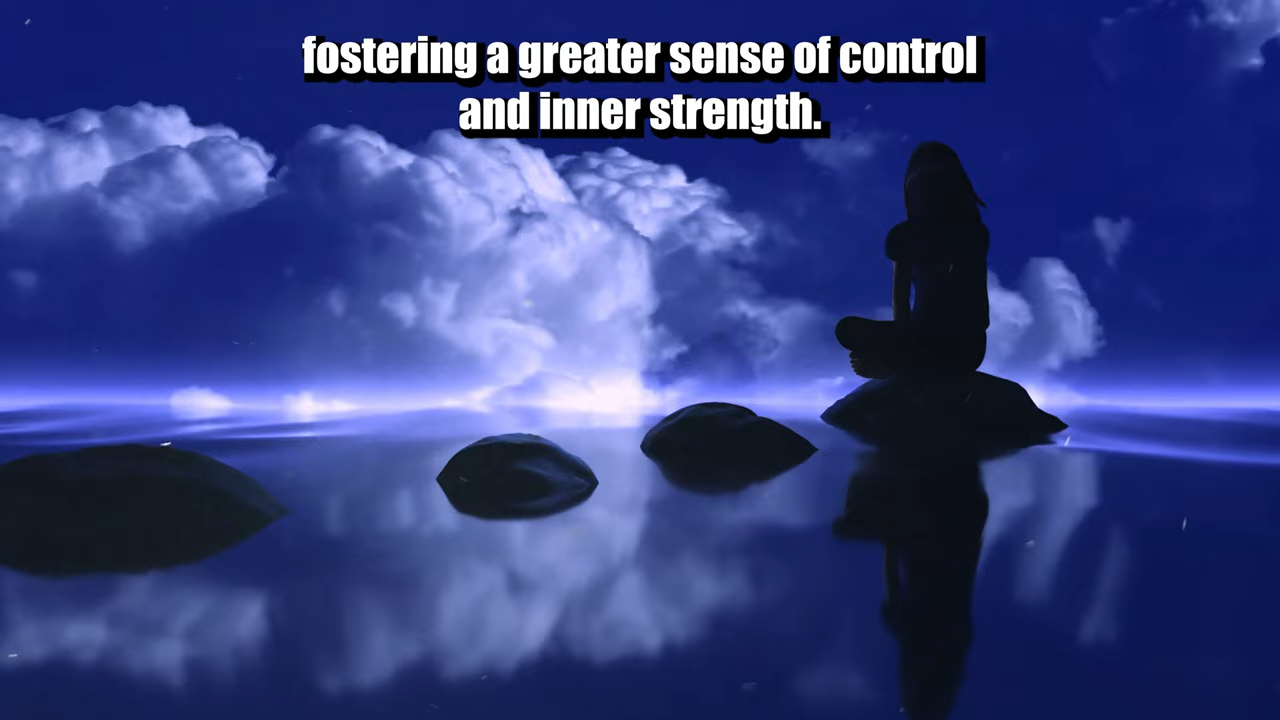 fostering a greater sense of control
and inner strength.